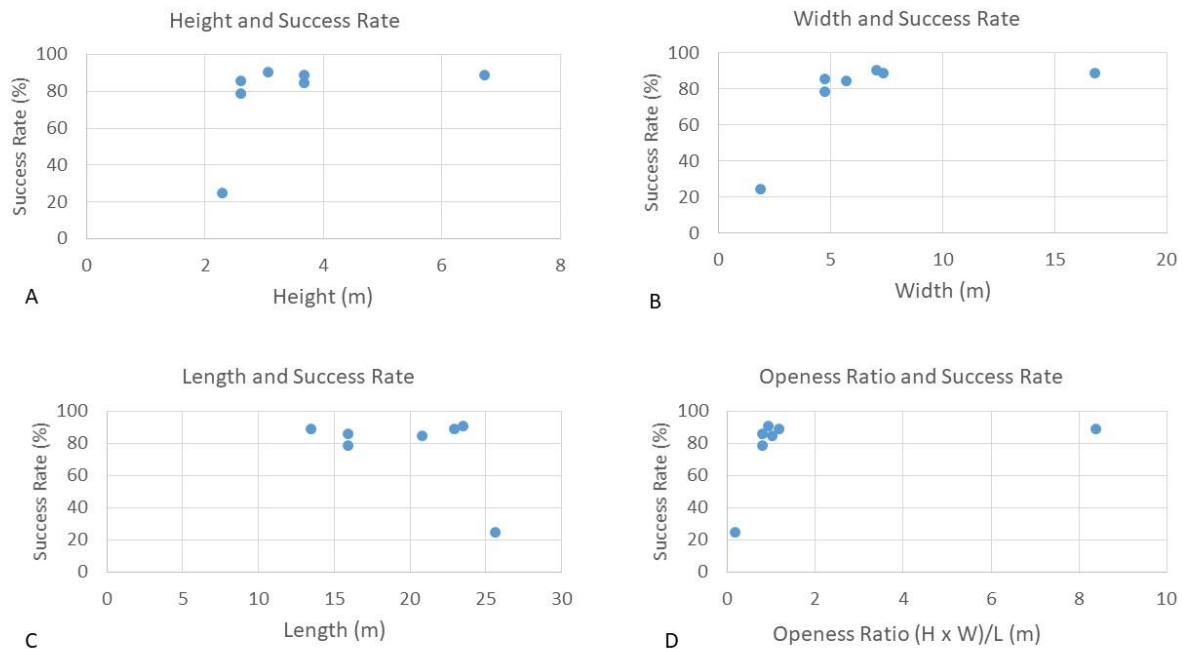 Height and Success Rate
Success Rate (%)
100
80
60
40
20
0
0 2 4 6 8
Height (m)
A
Width and Success Rate
Success Rate (%)
100
80
60
40
20
0
0 5 10 15 20
Width (m)
B
Length and Success Rate
Success Rate (%)
100
80
60
40
20
0
0 5 10 15 20 25 30
Length (m)
C
Openess Ratio and Success Rate
Success Rate (%)
100
80
60
40
20
0
0 2 4 6 8 10
Openess Ratio (H x W)/L (m)
D